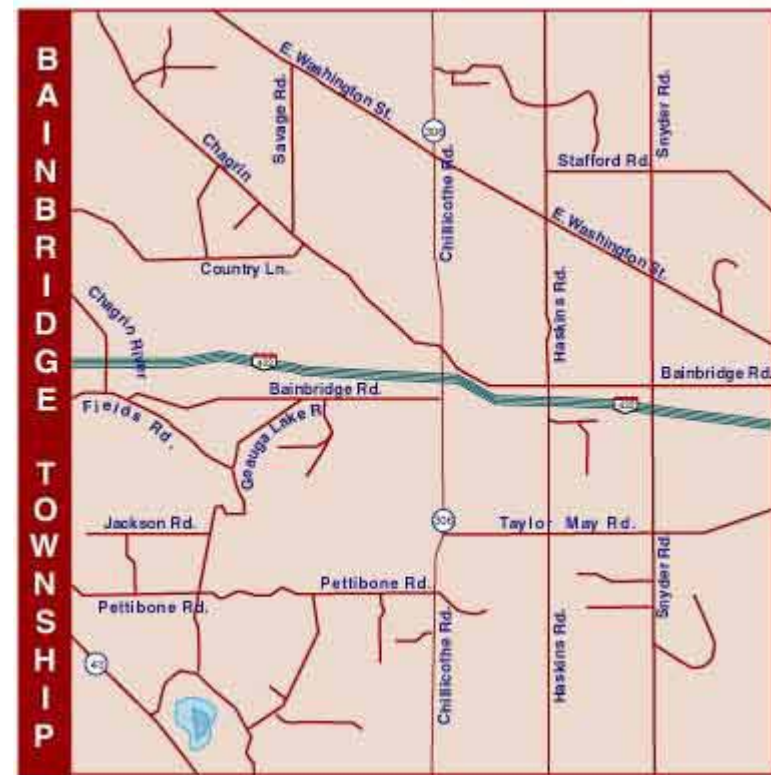 BAINBRIDGE TOWNSHIP
E. Washington St.
Savage Rd.
Chagrin
306
Chillicothe Rd.
Snyder Rd.
Stafford Rd.
E. Washington St.
Country Ln.
Haskins Rd.
Chagrin River
422
Bainbridge Rd.
Bainbridge Rd.
422
Fields Rd.
Geauga Lake R
306
Jackson Rd.
Taylor May Rd.
Snyder Rd.
Pettibone Rd.
Pettibone Rd.
43
Chillicothe Rd.
Haskins Rd.